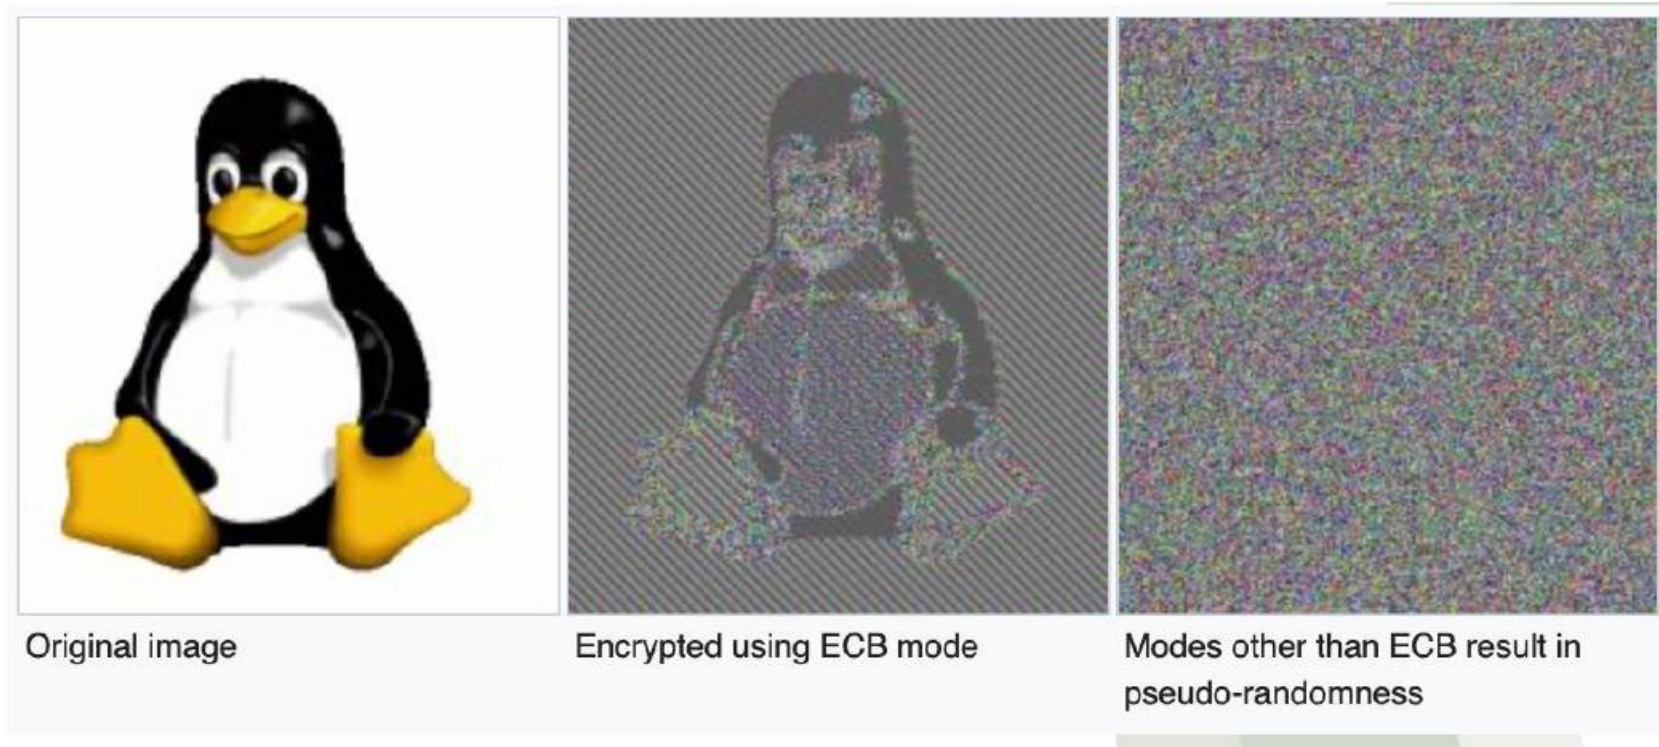 Original image
Encrypted using ECB mode
Modes other than ECB result in
pseudo-randomness